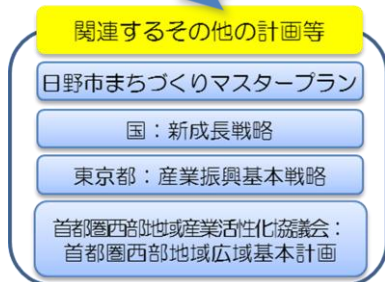 関連するその他の計画等
日野市まちづくりマスタープラン
国：新成長戦略
東京都：産業振興基本戦略
首都圏西部地域産業活性化協議会：
首都圏西部地域広域基本計画